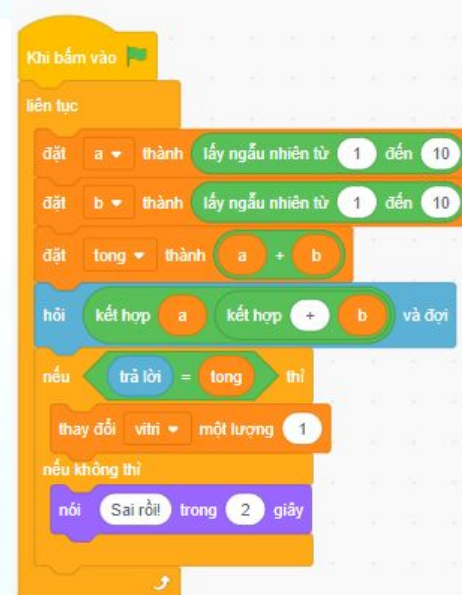 Khi bấm vào
liên tục
đặt a thành lấy ngẫu nhiên từ 1 đến 10
đặt b thành lấy ngẫu nhiên từ 1 đến 10
đặt tong thành a + b
hỏi kết hợp a kết hợp + b và đợi
nếu trả lời = tong thì
thay đổi vitri một lượng 1
nếu không thì
nói Sai rồi! trong 2 giây